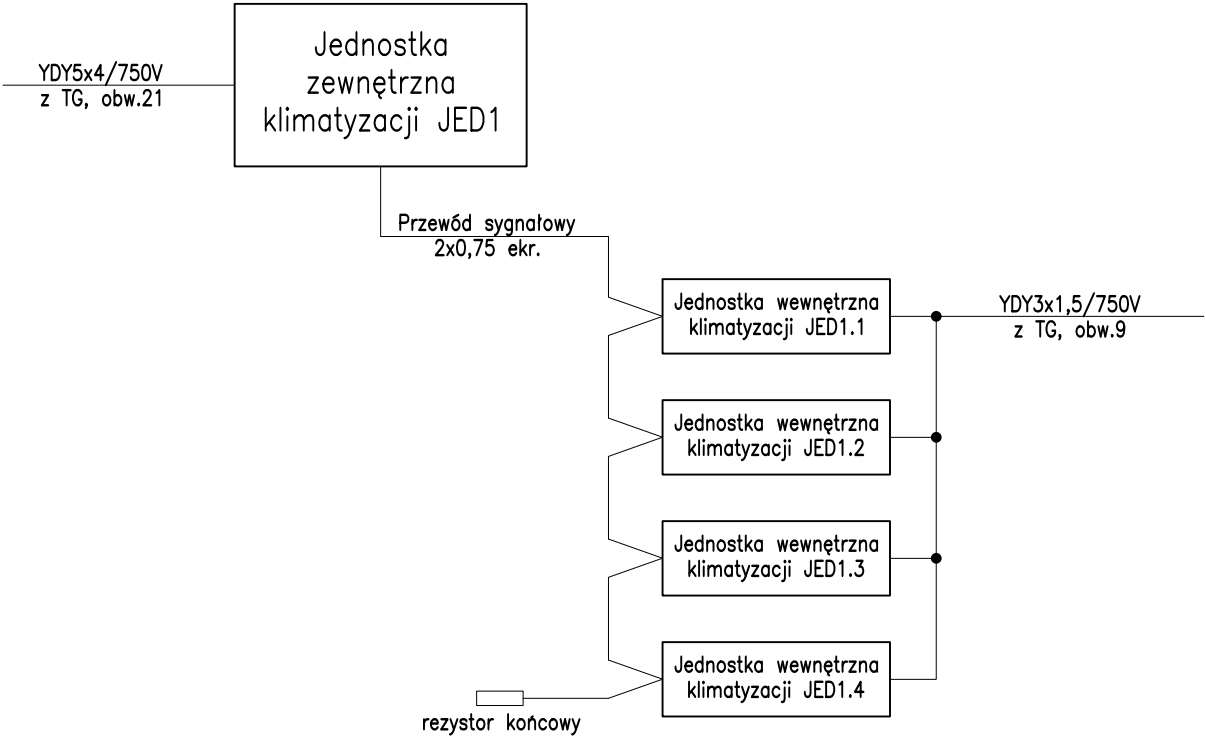 Jednostka
zewnętrzna
klimatyzacji JED1
YDY5x4/750V
z TG, obw.21
Przewód sygnałowy
2x0,75 ekr.
Jednostka wewnętrzna
klimatyzacji JED1.1
YDY3x1,5/750V
z TG, obw.9
Jednostka wewnętrzna
klimatyzacji JED1.2
Jednostka wewnętrzna
klimatyzacji JED1.3
Jednostka wewnętrzna
klimatyzacji JED1.4
rezystor końcowy